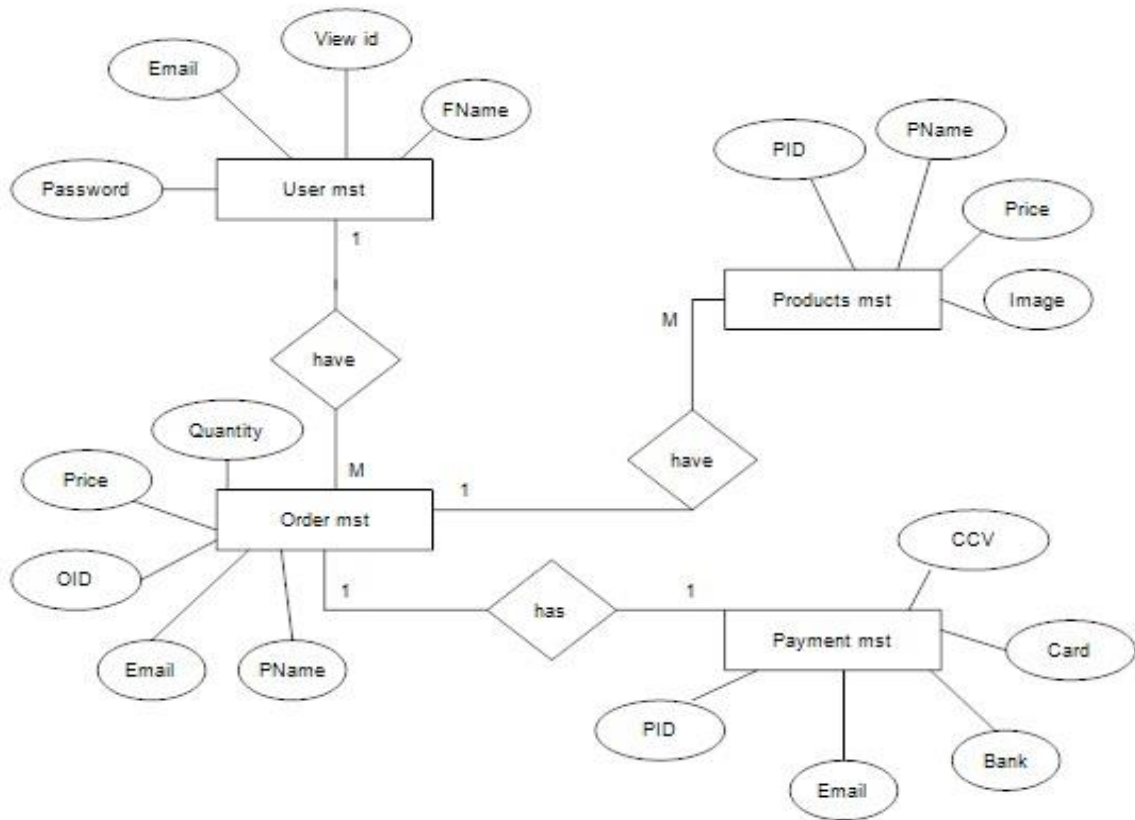 View id
Email
FName
Password
User mst
1
have
M
PID
PName
Price
Image
Products mst
M
have
1
Quantity
Price
OID
Email
PName
Order mst
1
has
1
CCV
Payment mst
Card
PID
Email
Bank